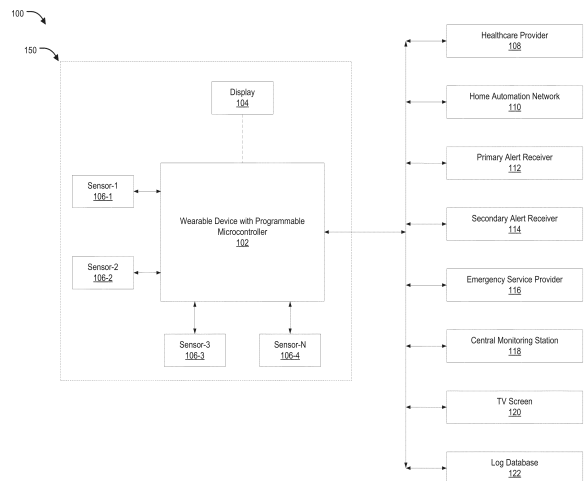 100
150
Display
104
Sensor-1
106-1
Wearable Device with Programmable
Microcontroller
102
Sensor-2
106-2
Sensor-3
106-3
Sensor-N
106-4
Healthcare Provider
108
Home Automation Network
110
Primary Alert Receiver
112
Secondary Alert Receiver
114
Emergency Service Provider
116
Central Monitoring Station
118
TV Screen
120
Log Database
122